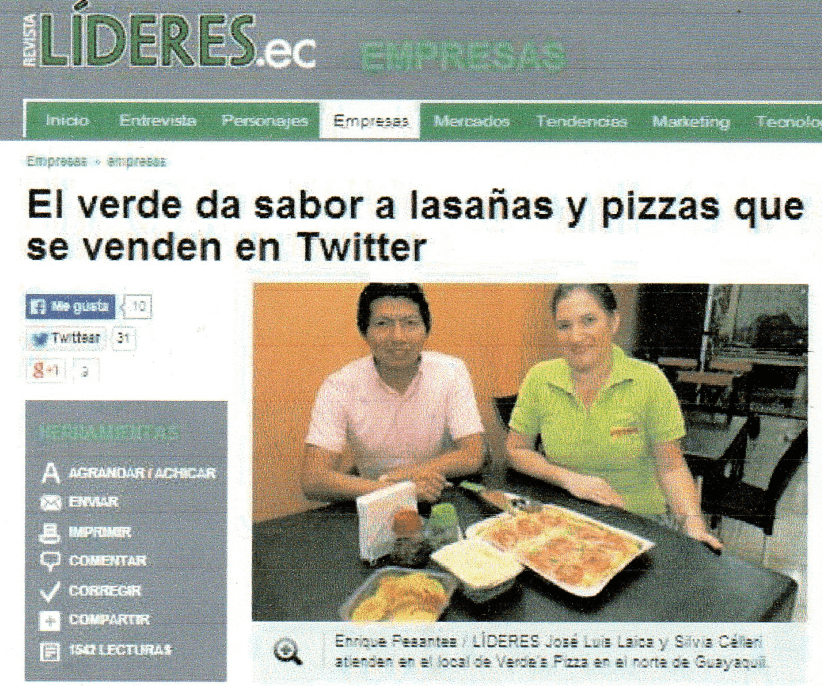 REVISTA LÍDERES.ec EMPRESAS
Inicio Entrevista Personajes Empresas Mercados Tendencias Marketing
Empresas » empresas
El verde da sabor a lasañas y pizzas que
se venden en Twitter
Me gusta 10
Twittear 31
g+1
HERRAMIENTAS
A AGRANDAR / ACHICAR
ENVIAR
IMPRIMIR
COMENTAR
CORREGIR
COMPARTIR
1542 LECTURAS
Enrique Pesantes / LÍDERES José Luis Laica y Silvia Célleri
atienden en el local de Verde's Pizza en el norte de Guayaquil.